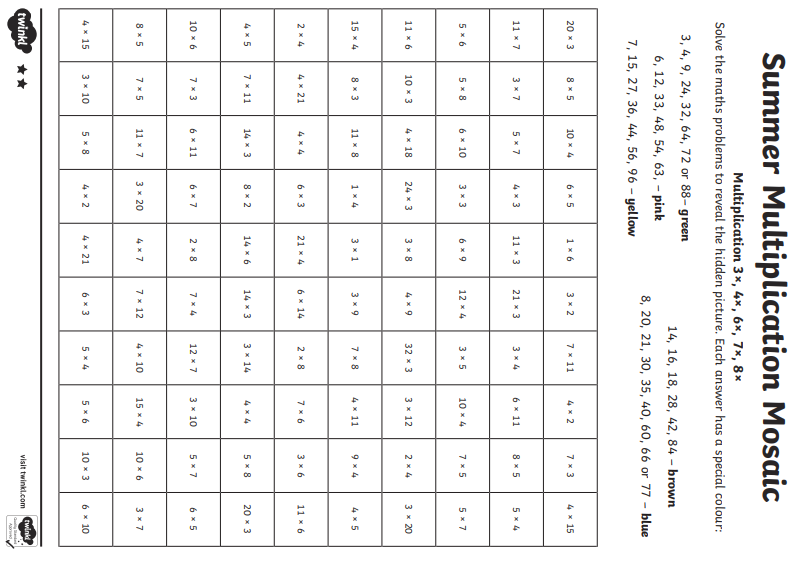 Summer Multiplication Mosaic
Multiplication 3×, 4×, 6×, 7×, 8×
Solve the maths problems to reveal the hidden picture. Each answer has a special colour:
3, 4, 9, 24, 32, 64, 72 or 88– green
6, 12, 33, 48, 54, 63, – pink
7, 15, 27, 36, 44, 56, 96 – yellow
14, 16, 18, 28, 42, 84 – brown
8, 20, 21, 30, 35, 40, 60, 66 or 77 – blue
20 × 3 8 × 5 10 × 4 6 × 5 1 × 6 3 × 2 7 × 11 4 × 2 7 × 3 4 × 15
11 × 7 3 × 7 5 × 7 4 × 3 11 × 3 21 × 3 3 × 4 6 × 11 8 × 5 5 × 4
5 × 6 5 × 8 6 × 10 3 × 3 6 × 9 12 × 4 3 × 5 10 × 4 7 × 5 5 × 7
11 × 6 10 × 3 4 × 18 24 × 3 3 × 8 4 × 9 32 × 3 3 × 12 2 × 4 3 × 20
15 × 4 8 × 3 11 × 8 1 × 4 3 × 1 3 × 9 7 × 8 4 × 11 9 × 4 4 × 5
2 × 4 4 × 21 4 × 4 6 × 3 21 × 4 6 × 14 2 × 8 7 × 6 3 × 6 11 × 6
4 × 5 7 × 11 14 × 3 8 × 2 14 × 6 14 × 3 3 × 14 4 × 4 5 × 8 20 × 3
10 × 6 7 × 3 6 × 11 6 × 7 2 × 8 7 × 4 12 × 7 3 × 10 5 × 7 6 × 5
8 × 5 7 × 5 11 × 7 3 × 20 4 × 7 7 × 12 4 × 10 15 × 4 10 × 6 3 × 7
4 × 15 3 × 10 5 × 8 4 × 2 4 × 21 6 × 3 5 × 4 5 × 6 10 × 3 6 × 10
twinkl
visit twinkl.com
twinkl